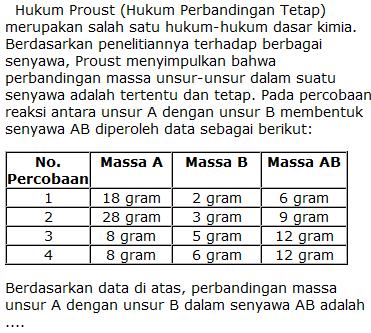 Hukum Proust (Hukum Perbandingan Tetap)
merupakan salah satu hukum-hukum dasar kimia.
Berdasarkan penelitiannya terhadap berbagai
senyawa, Proust menyimpulkan bahwa
perbandingan massa unsur-unsur dalam suatu
senyawa adalah tertentu dan tetap. Pada percobaan
reaksi antara unsur A dengan unsur B membentuk
senyawa AB diperoleh data sebagai berikut:
No. Percobaan Massa A Massa B Massa AB
1 18 gram 2 gram 6 gram
2 28 gram 3 gram 9 gram
3 8 gram 5 gram 12 gram
4 8 gram 6 gram 12 gram
Berdasarkan data di atas, perbandingan massa
unsur A dengan unsur B dalam senyawa AB adalah
....